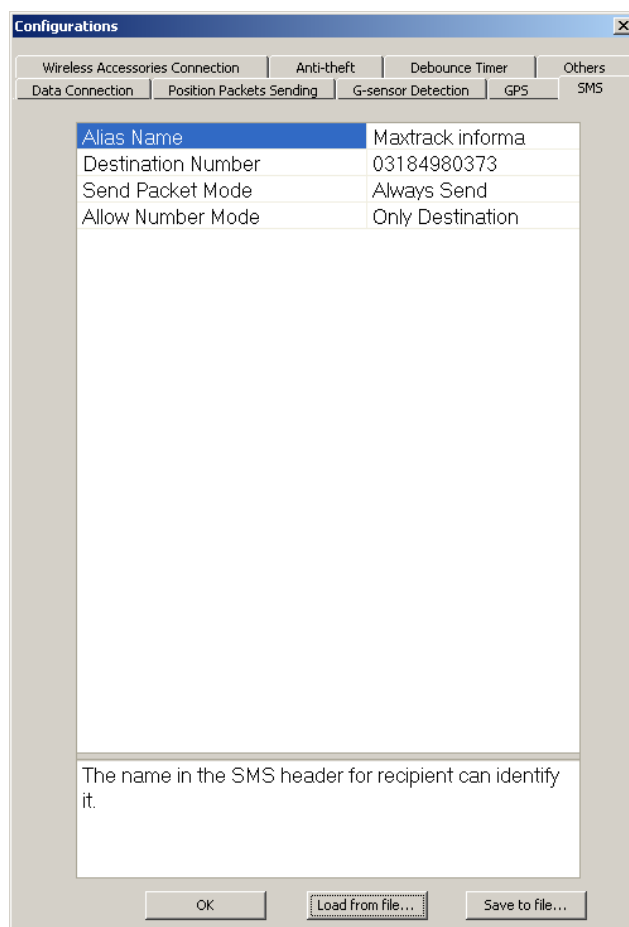 Configurations
Wireless Accessories Connection Anti-theft Debounce Timer Others
Data Connection Position Packets Sending G-sensor Detection GPS SMS
Alias Name Maxtrack informa
Destination Number 03184980373
Send Packet Mode Always Send
Allow Number Mode Only Destination
The name in the SMS header for recipient can identify
it.
OK Load from file... Save to file...